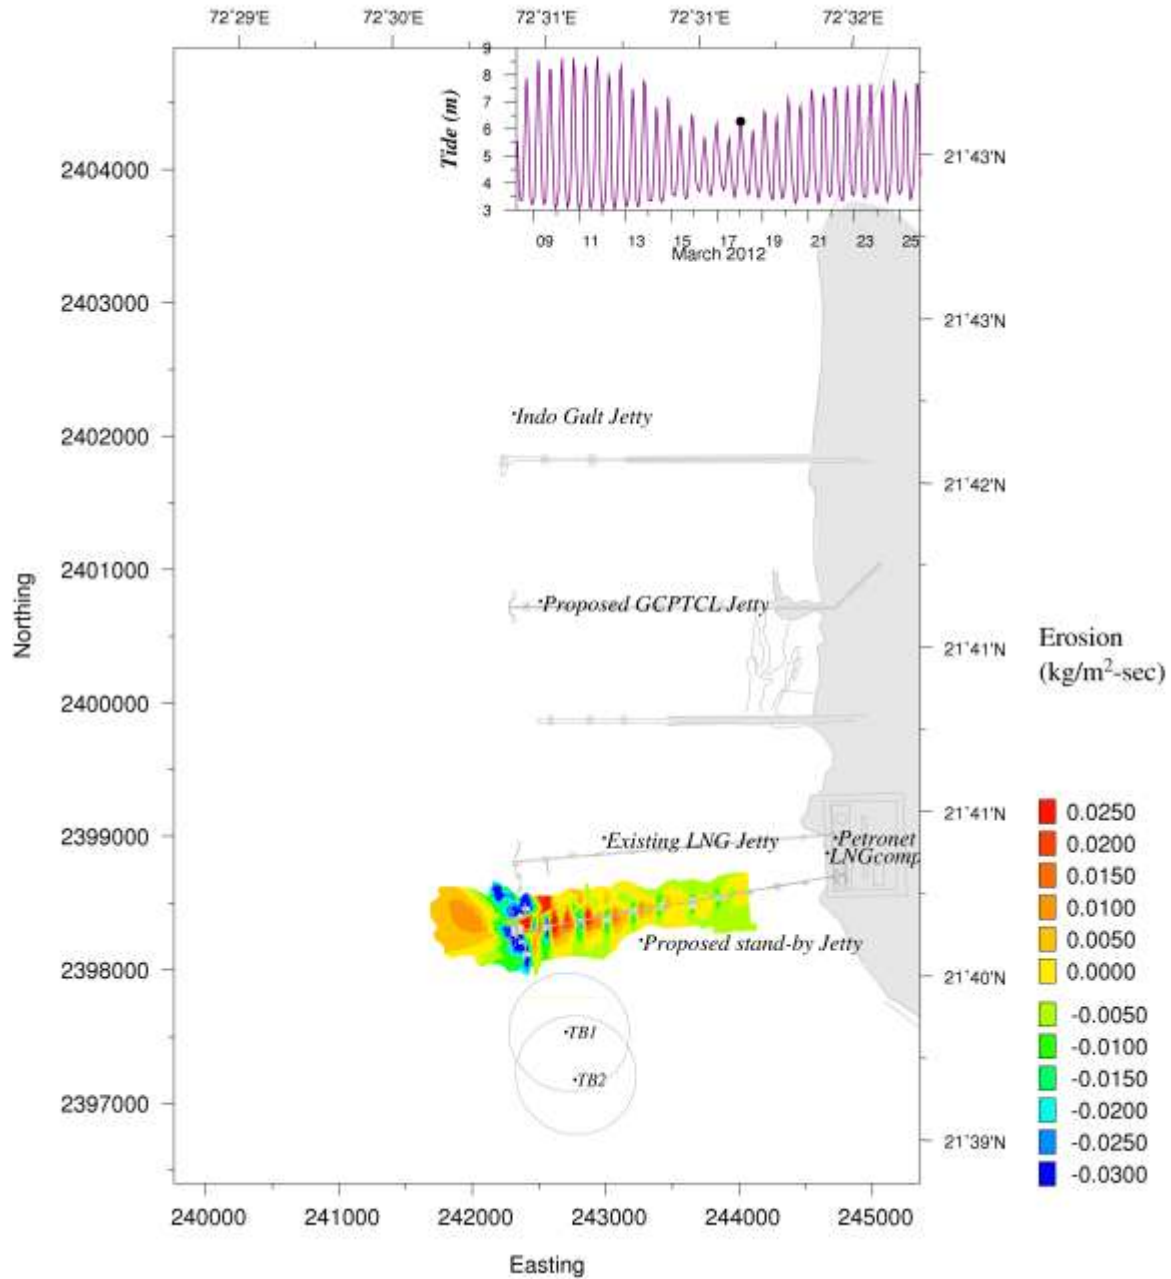 72°29'E 72°30'E 72°31'E 72°31'E 72°32'E
9
8
7
6
5
4
3
Tide (m)
09 11 13 15 17 19 21 23 25
March 2012
2404000
2403000
2402000
2401000
2400000
2399000
2398000
2397000
Northing
21°43'N
21°43'N
21°42'N
21°41'N
21°41'N
21°40'N
21°39'N
Indo Gult Jetty
Proposed GCPTCL Jetty
Existing LNG Jetty
Petronet
LNGcomp
Proposed stand-by Jetty
TB1
TB2
240000 241000 242000 243000 244000 245000
Easting
Erosion
(kg/m²-sec)
0.0250
0.0200
0.0150
0.0100
0.0050
0.0000
-0.0050
-0.0100
-0.0150
-0.0200
-0.0250
-0.0300